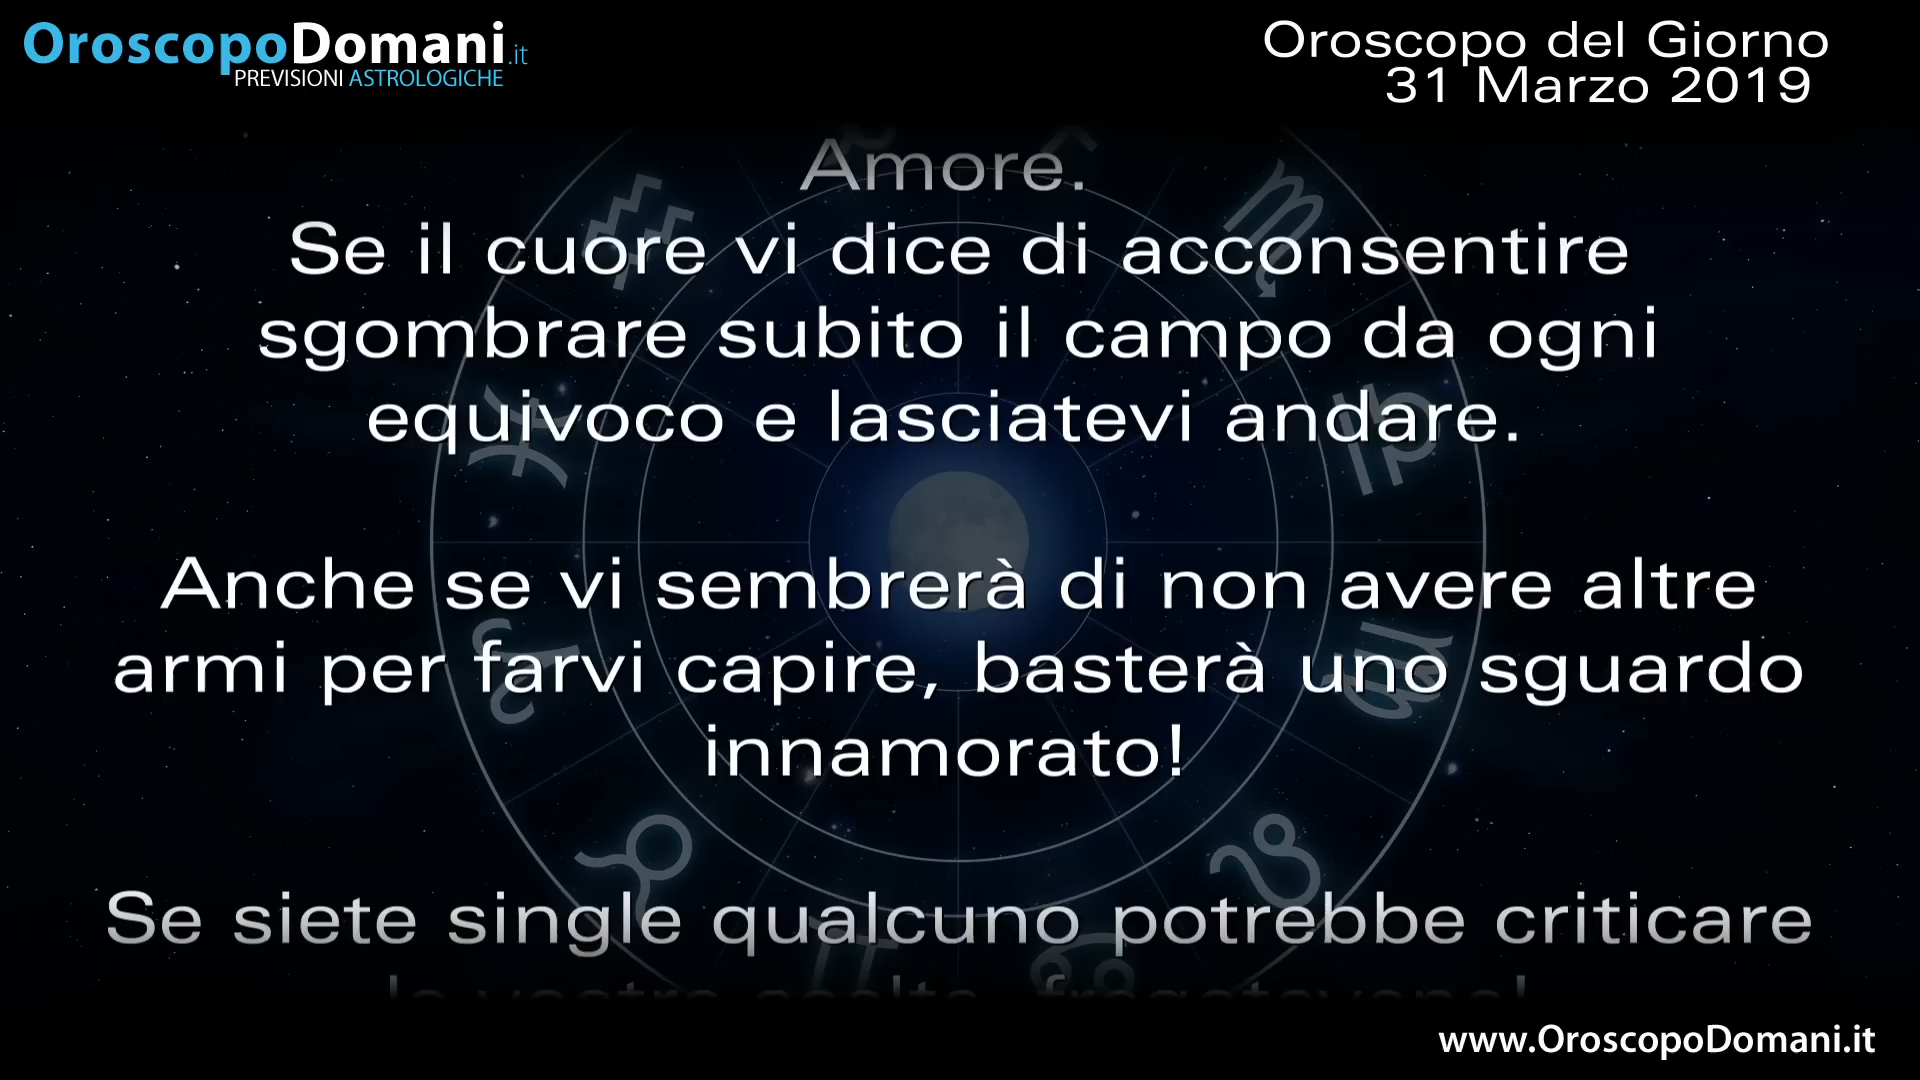 OroscopoDomani.it
PREVISIONI ASTROLOGICHE
Oroscopo del Giorno
31 Marzo 2019
Amore.
Se il cuore vi dice di acconsentire
sgombrare subito il campo da ogni
equivoco e lasciatevi andare.
Anche se vi sembrerà di non avere altre
armi per farvi capire, basterà uno sguardo
innamorato!
Se siete single qualcuno potrebbe criticare
www.OroscopoDomani.it